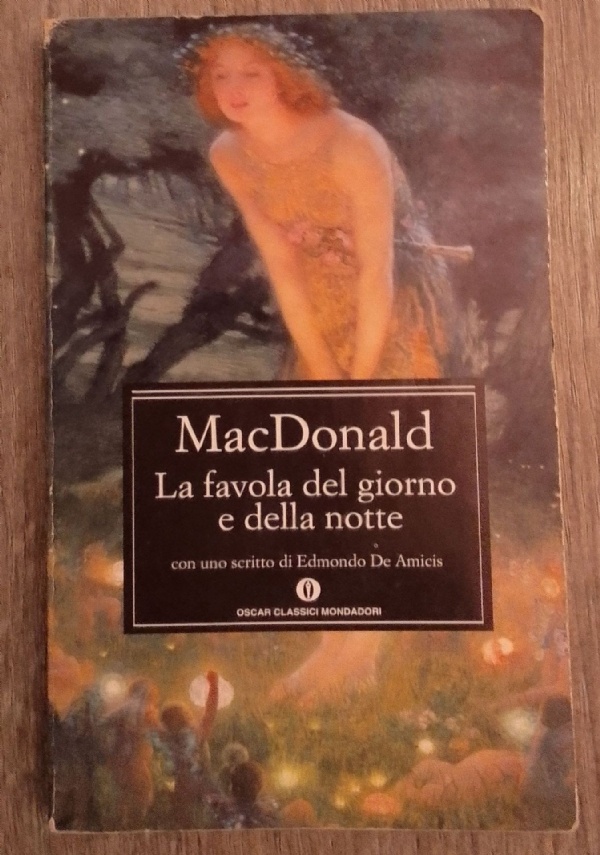 MacDonald
La favola del giorno
e della notte
con uno scritto di Edmondo De Amicis
OSCAR CLASSICI MONDADORI